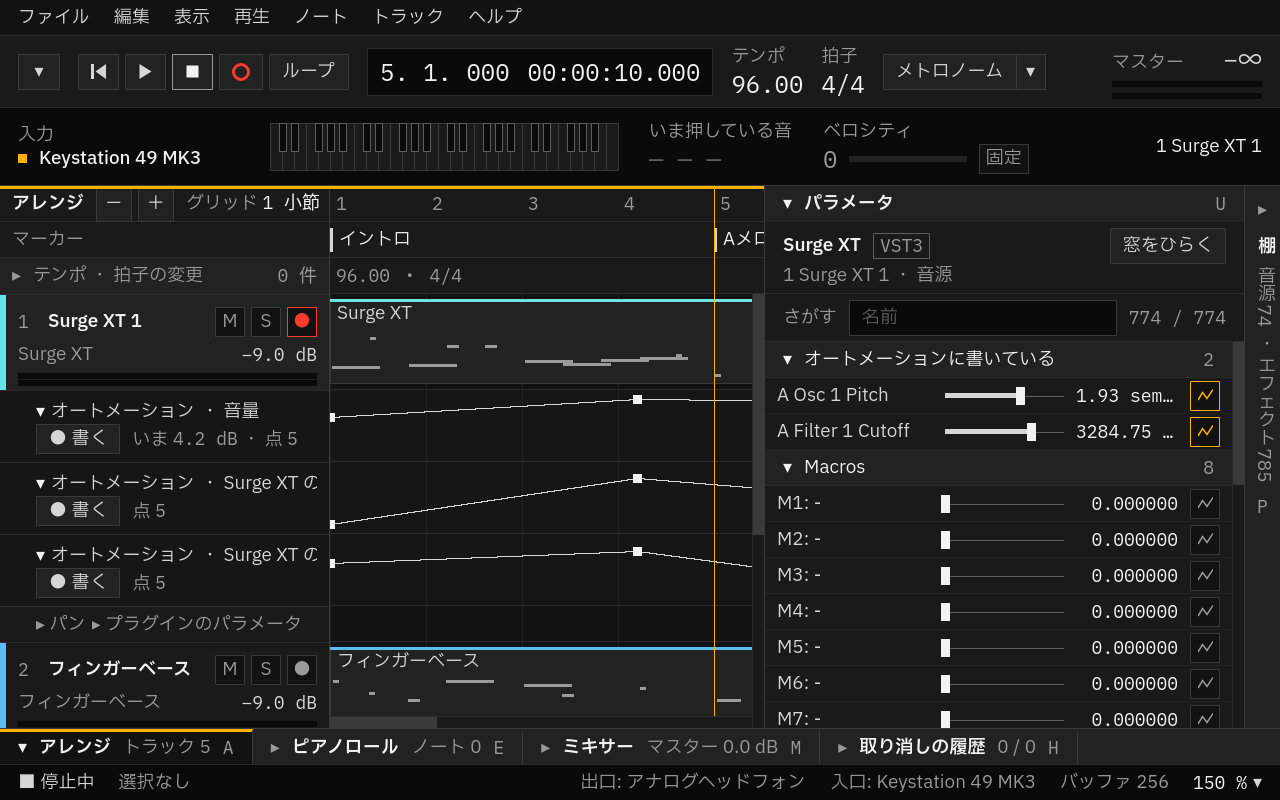 ファイル 編集 表示 再生 ノート トラック ヘルプ
▼ ループ 5. 1. 000 00:00:10.000 テンポ 96.00 拍子 4/4 メトロノーム ▼ マスター −∞
入力 いま押している音 ベロシティ
Keystation 49 MK3 — — — 0 固定 1 Surge XT 1
アレンジ − + グリッド 1 小節 1 2 3 4 5
マーカー イントロ Aメロ
▸ テンポ · 拍子の変更 0 件 96.00 • 4/4
1 Surge XT 1 M S
Surge XT −9.0 dB
Surge XT
▼ オートメーション · 音量
書く いま 4.2 dB · 点 5
▼ オートメーション · Surge XT の
書く 点 5
▼ オートメーション · Surge XT の
書く 点 5
▸ パン ▸ プラグインのパラメータ
2 フィンガーベース M S
フィンガーベース −9.0 dB
フィンガーベース
▼ パラメータ U
Surge XT VST3 窓をひらく
1 Surge XT 1 · 音源
さがす 名前 774 / 774
▼ オートメーションに書いている 2
A Osc 1 Pitch 1.93 sem…
A Filter 1 Cutoff 3284.75 …
▼ Macros 8
M1: - 0.000000
M2: - 0.000000
M3: - 0.000000
M4: - 0.000000
M5: - 0.000000
M6: - 0.000000
M7: - 0.000000
▸ 棚 音源 74 · エフェクト 785 P
▼ アレンジ トラック 5 A ▸ ピアノロール ノート 0 E ▸ ミキサー マスター 0.0 dB M ▸ 取り消しの履歴 0 / 0 H
■ 停止中 選択なし 出口: アナログヘッドフォン 入口: Keystation 49 MK3 バッファ 256 150 % ▼